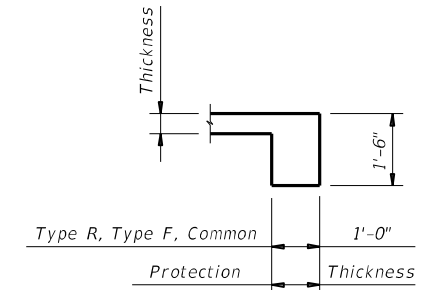 Thickness
1'-6"
Type R, Type F, Common 1'-0"
Protection Thickness